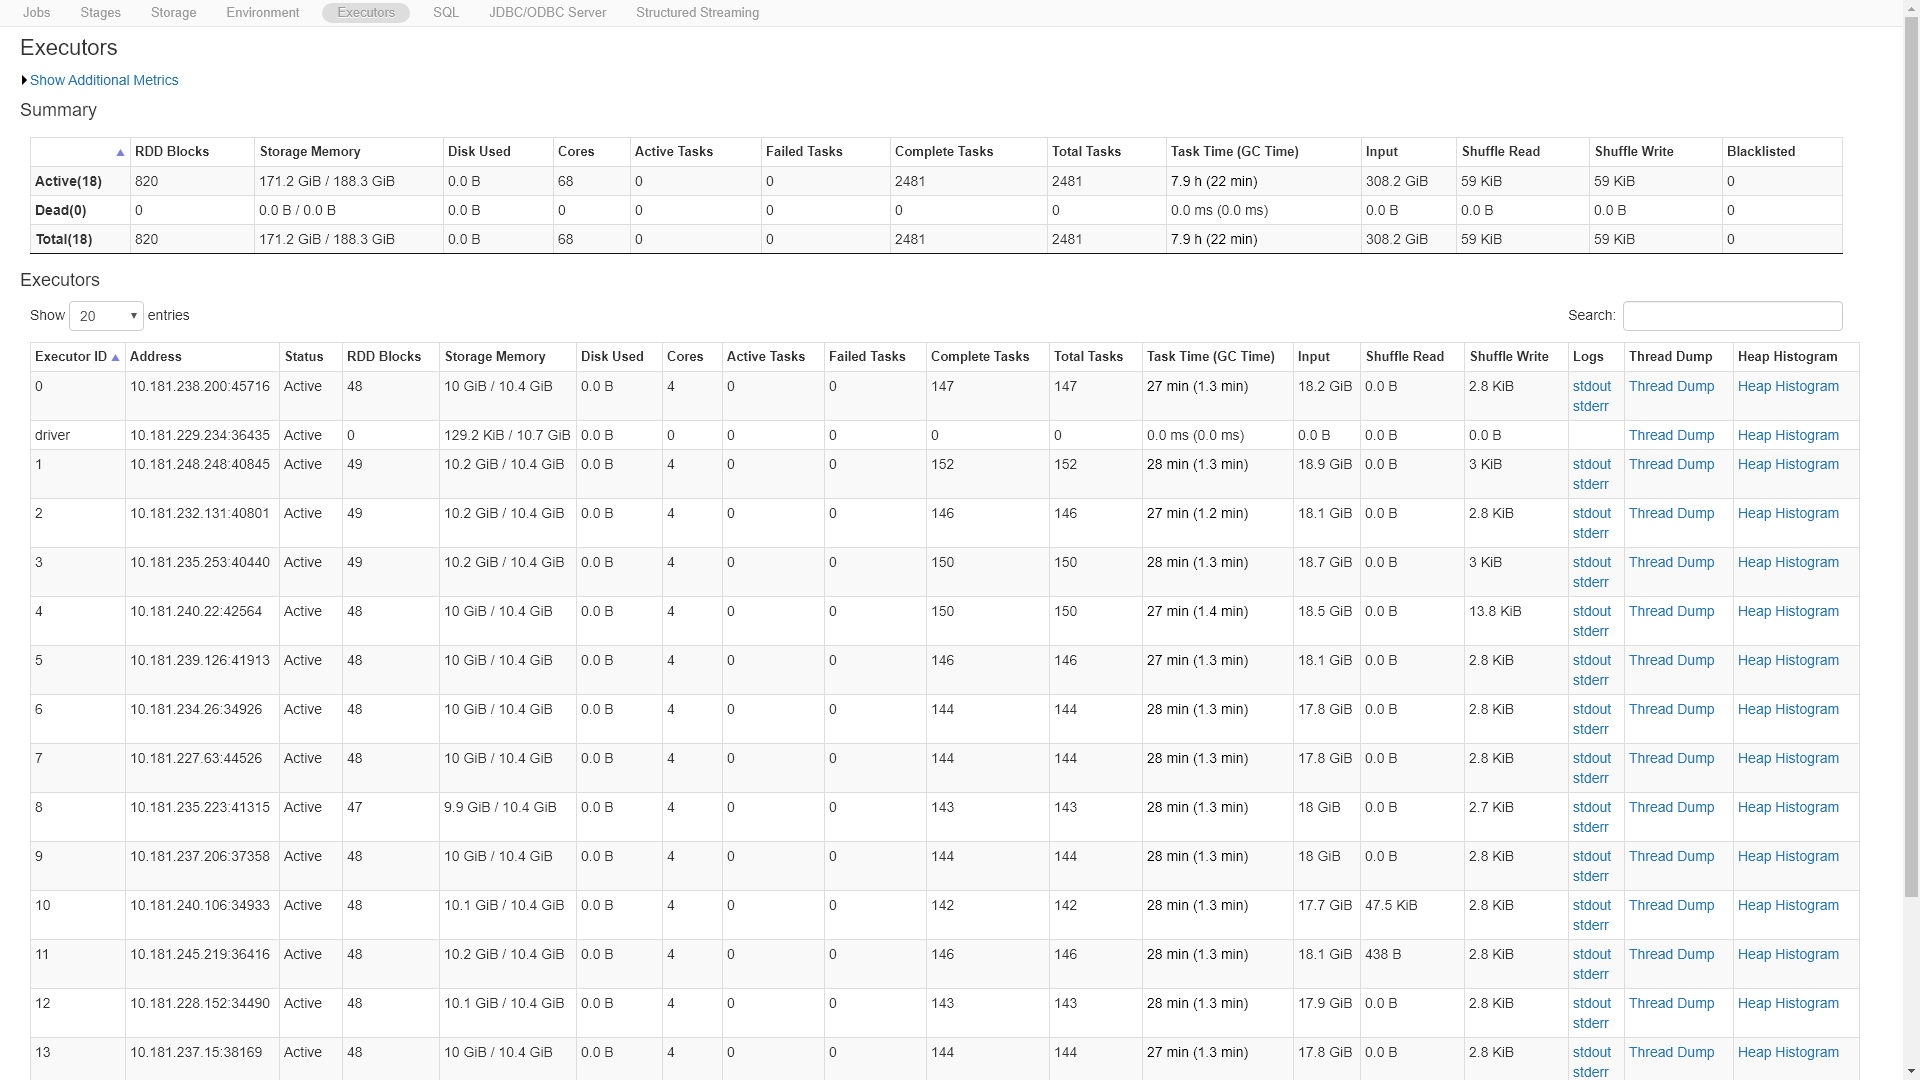 Jobs Stages Storage Environment Executors SQL JDBC/ODBC Server Structured Streaming
Executors
Show Additional Metrics
Summary
RDD Blocks Storage Memory Disk Used Cores Active Tasks Failed Tasks Complete Tasks Total Tasks Task Time (GC Time) Input Shuffle Read Shuffle Write Blacklisted
Active(18) 820 171.2 GiB / 188.3 GiB 0.0 B 68 0 0 2481 2481 7.9 h (22 min) 308.2 GiB 59 KiB 59 KiB 0
Dead(0) 0 0.0 B / 0.0 B 0.0 B 0 0 0 0 0 0.0 ms (0.0 ms) 0.0 B 0.0 B 0.0 B 0
Total(18) 820 171.2 GiB / 188.3 GiB 0.0 B 68 0 0 2481 2481 7.9 h (22 min) 308.2 GiB 59 KiB 59 KiB 0
Executors
Show 20 entries Search:
Executor ID Address Status RDD Blocks Storage Memory Disk Used Cores Active Tasks Failed Tasks Complete Tasks Total Tasks Task Time (GC Time) Input Shuffle Read Shuffle Write Logs Thread Dump Heap Histogram
0 10.181.238.200:45716 Active 48 10 GiB / 10.4 GiB 0.0 B 4 0 0 147 147 27 min (1.3 min) 18.2 GiB 0.0 B 2.8 KiB stdout Thread Dump Heap Histogram
stderr
driver 10.181.229.234:36435 Active 0 129.2 KiB / 10.7 GiB 0.0 B 0 0 0 0 0 0.0 ms (0.0 ms) 0.0 B 0.0 B 0.0 B Thread Dump Heap Histogram
1 10.181.248.248:40845 Active 49 10.2 GiB / 10.4 GiB 0.0 B 4 0 0 152 152 28 min (1.3 min) 18.9 GiB 0.0 B 3 KiB stdout Thread Dump Heap Histogram
stderr
2 10.181.232.131:40801 Active 49 10.2 GiB / 10.4 GiB 0.0 B 4 0 0 146 146 27 min (1.2 min) 18.1 GiB 0.0 B 2.8 KiB stdout Thread Dump Heap Histogram
stderr
3 10.181.235.253:40440 Active 49 10.2 GiB / 10.4 GiB 0.0 B 4 0 0 150 150 28 min (1.3 min) 18.7 GiB 0.0 B 3 KiB stdout Thread Dump Heap Histogram
stderr
4 10.181.240.22:42564 Active 48 10 GiB / 10.4 GiB 0.0 B 4 0 0 150 150 27 min (1.4 min) 18.5 GiB 0.0 B 13.8 KiB stdout Thread Dump Heap Histogram
stderr
5 10.181.239.126:41913 Active 48 10 GiB / 10.4 GiB 0.0 B 4 0 0 146 146 27 min (1.3 min) 18.1 GiB 0.0 B 2.8 KiB stdout Thread Dump Heap Histogram
stderr
6 10.181.234.26:34926 Active 48 10 GiB / 10.4 GiB 0.0 B 4 0 0 144 144 28 min (1.3 min) 17.8 GiB 0.0 B 2.8 KiB stdout Thread Dump Heap Histogram
stderr
7 10.181.227.63:44526 Active 48 10 GiB / 10.4 GiB 0.0 B 4 0 0 144 144 28 min (1.3 min) 17.8 GiB 0.0 B 2.8 KiB stdout Thread Dump Heap Histogram
stderr
8 10.181.235.223:41315 Active 47 9.9 GiB / 10.4 GiB 0.0 B 4 0 0 143 143 28 min (1.3 min) 18 GiB 0.0 B 2.7 KiB stdout Thread Dump Heap Histogram
stderr
9 10.181.237.206:37358 Active 48 10 GiB / 10.4 GiB 0.0 B 4 0 0 144 144 28 min (1.3 min) 18 GiB 0.0 B 2.8 KiB stdout Thread Dump Heap Histogram
stderr
10 10.181.240.106:34933 Active 48 10.1 GiB / 10.4 GiB 0.0 B 4 0 0 142 142 28 min (1.3 min) 17.7 GiB 47.5 KiB 2.8 KiB stdout Thread Dump Heap Histogram
stderr
11 10.181.245.219:36416 Active 48 10.2 GiB / 10.4 GiB 0.0 B 4 0 0 146 146 28 min (1.3 min) 18.1 GiB 438 B 2.8 KiB stdout Thread Dump Heap Histogram
stderr
12 10.181.228.152:34490 Active 48 10.1 GiB / 10.4 GiB 0.0 B 4 0 0 143 143 28 min (1.3 min) 17.9 GiB 0.0 B 2.8 KiB stdout Thread Dump Heap Histogram
stderr
13 10.181.237.15:38169 Active 48 10 GiB / 10.4 GiB 0.0 B 4 0 0 144 144 27 min (1.3 min) 17.8 GiB 0.0 B 2.8 KiB stdout Thread Dump Heap Histogram
stderr